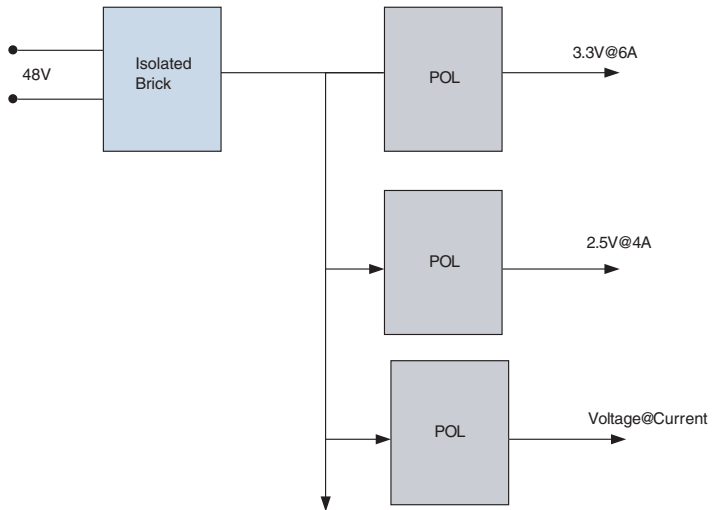 48V
Isolated
Brick
POL
3.3V@6A
POL
2.5V@4A
POL
Voltage@Current